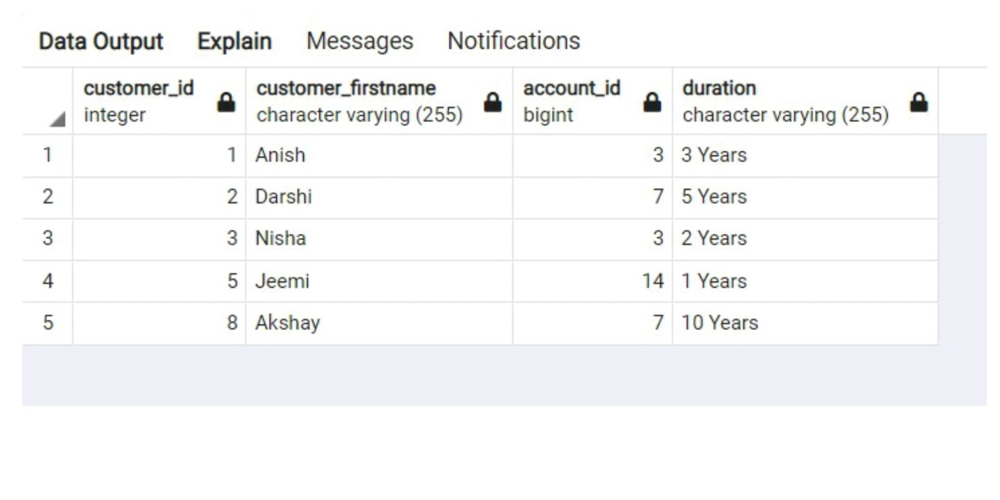 Data Output Explain Messages Notifications
customer_id customer_firstname account_id duration
integer character varying (255) bigint character varying (255)
1 1 Anish 3 3 Years
2 2 Darshi 7 5 Years
3 3 Nisha 3 2 Years
4 5 Jeemi 14 1 Years
5 8 Akshay 7 10 Years